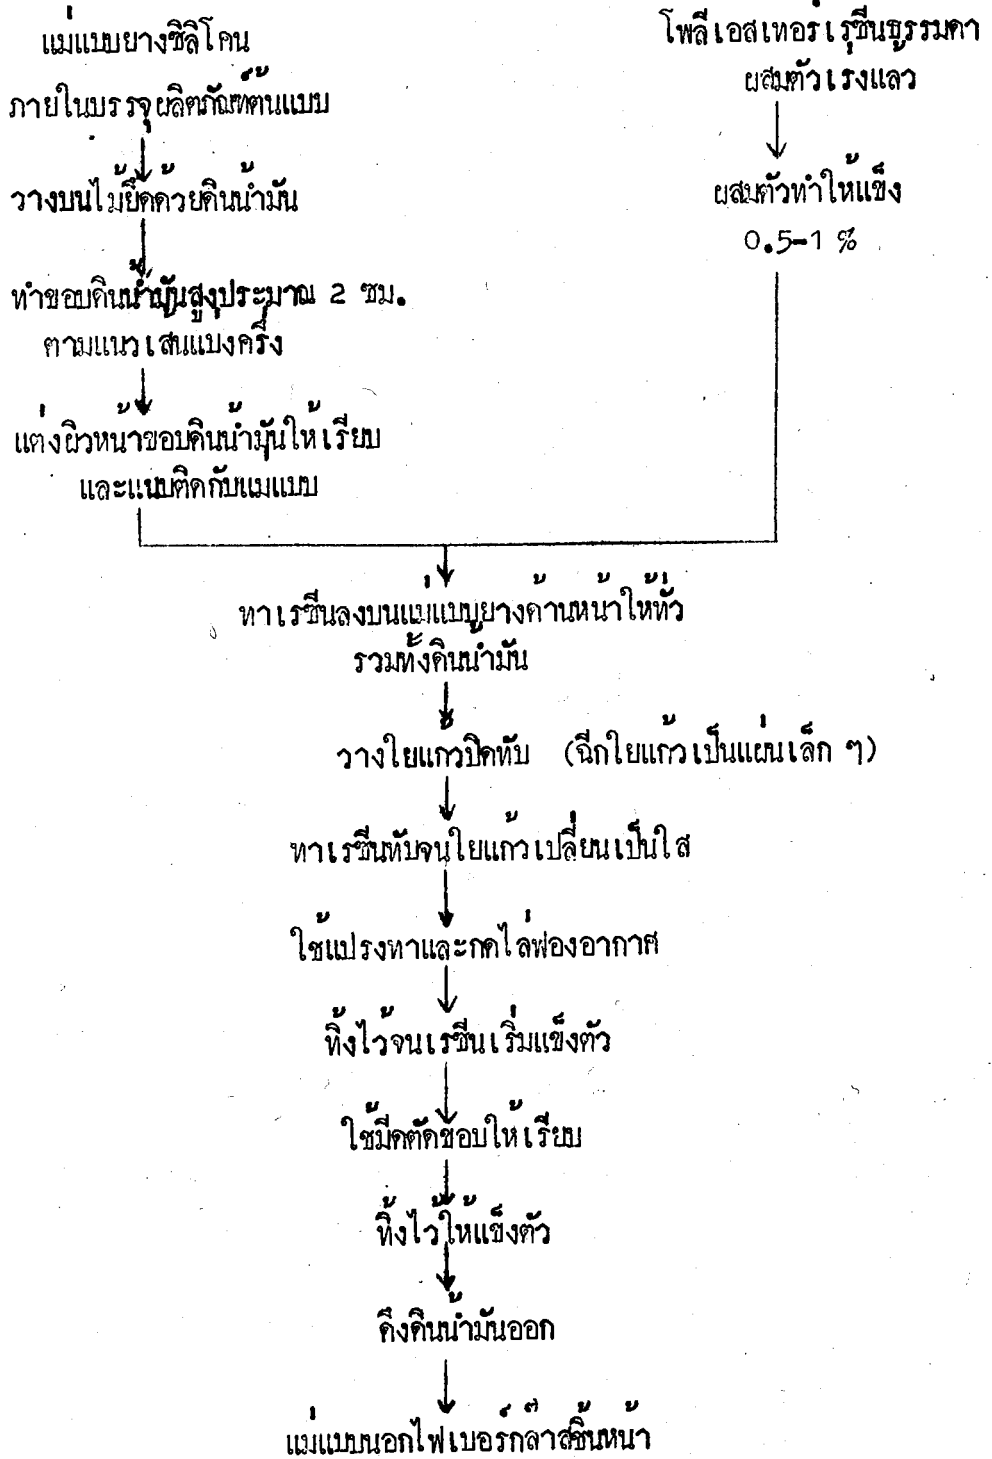 แม่แบบยางซิลิโคน
ภายในบรรจุผลิตภัณฑ์ต้นแบบ
วางบนไม้ยึดด้วยดินน้ำมัน
ทำขอบดินน้ำมันสูงประมาณ 2 ซม.
ตามแนวเส้นแบ่งครึ่ง
แต่งผิวหน้าขอบดินน้ำมันให้เรียบ
และแนบติดกับแม่แบบ
โพลีเอสเทอร์เรซินธรรมดา
ผสมตัวเร่งแล้ว
ผสมตัวทำให้แข็ง
0.5-1 %
ทาเรซินลงบนแม่แบบยางด้านหน้าให้ทั่ว
รวมทั้งดินน้ำมัน
วางใยแก้วปิดทับ (ฉีกใยแก้วเป็นแผ่นเล็ก ๆ)
ทาเรซินทับจนใยแก้วเปลี่ยนเป็นใส
ใช้แปรงทาและกดไล่ฟองอากาศ
ทิ้งไว้จนเรซินเริ่มแข็งตัว
ใช้มีดตัดขอบให้เรียบ
ทิ้งไว้ให้แข็งตัว
ดึงดินน้ำมันออก
แม่แบบนอกไฟเบอร์กล๊าสชิ้นหน้า